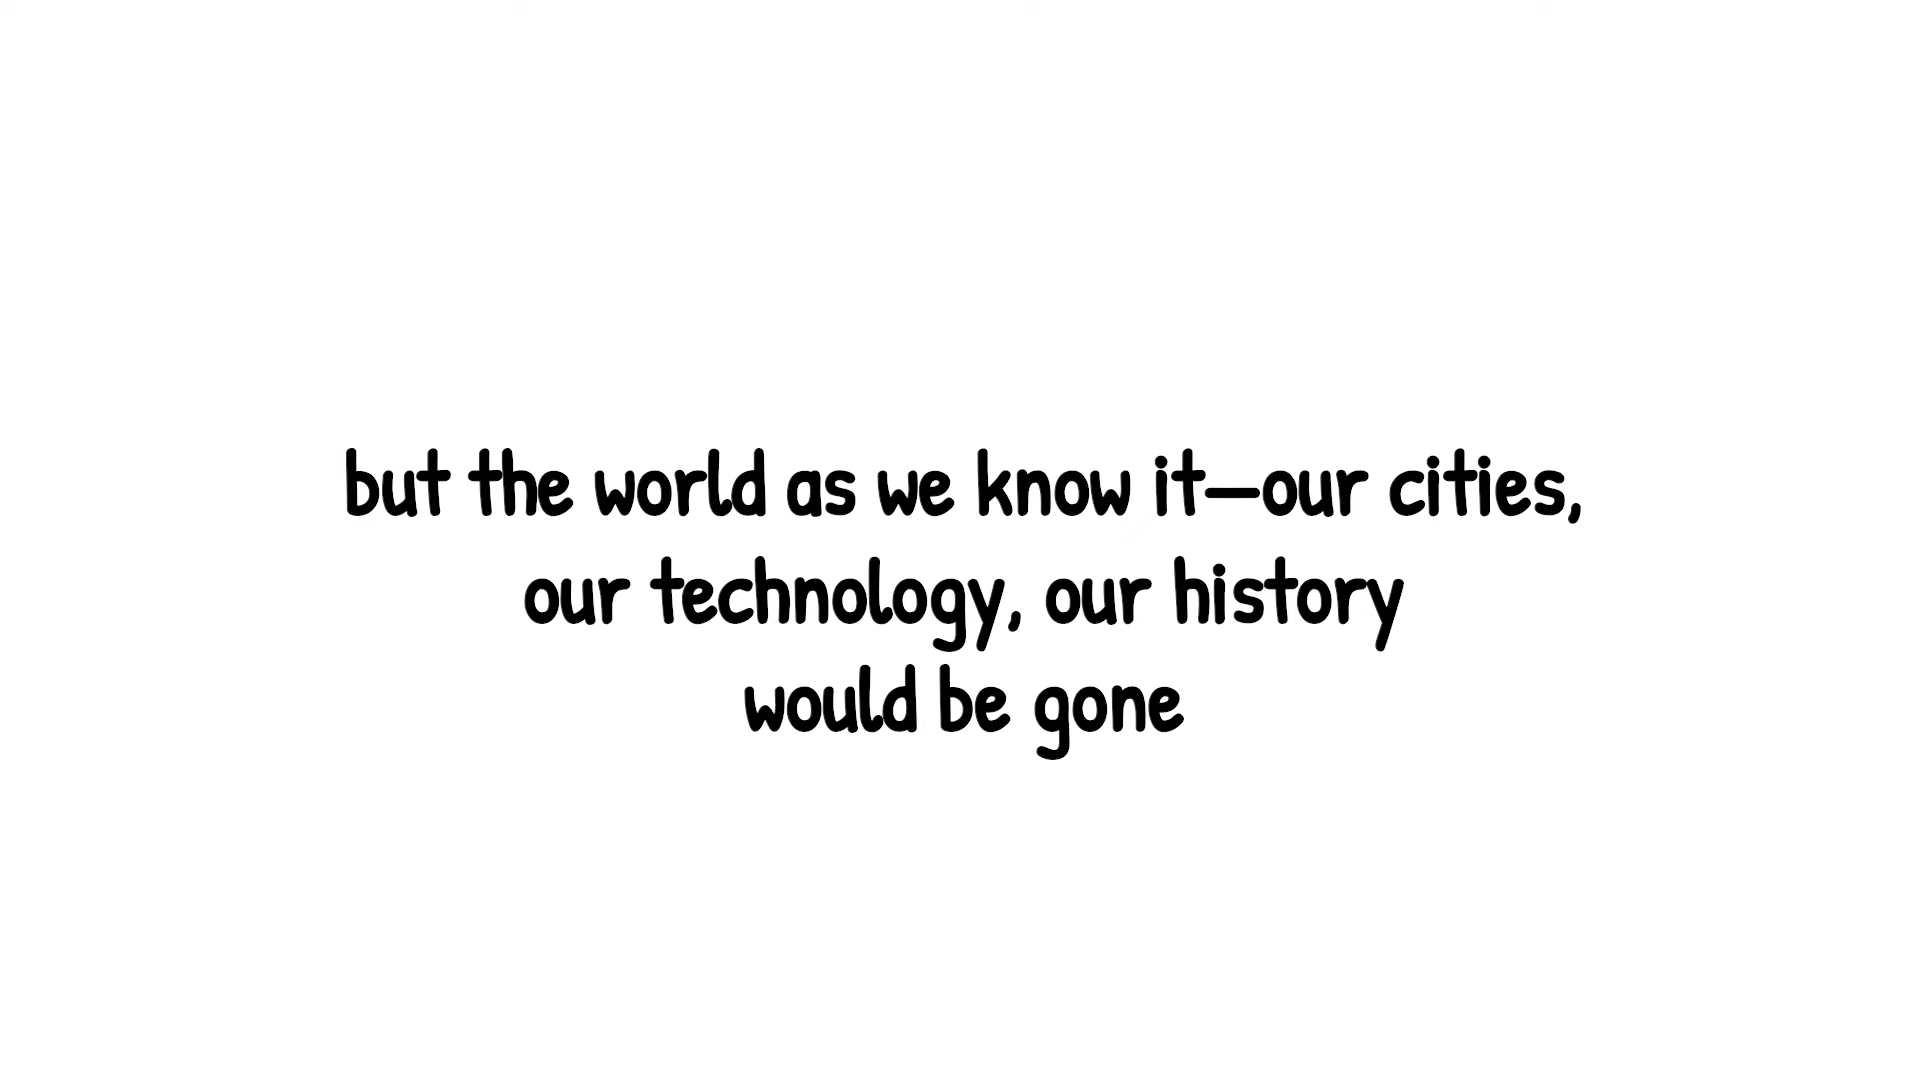 but the world as we know it—our cities,
our technology, our history
would be gone